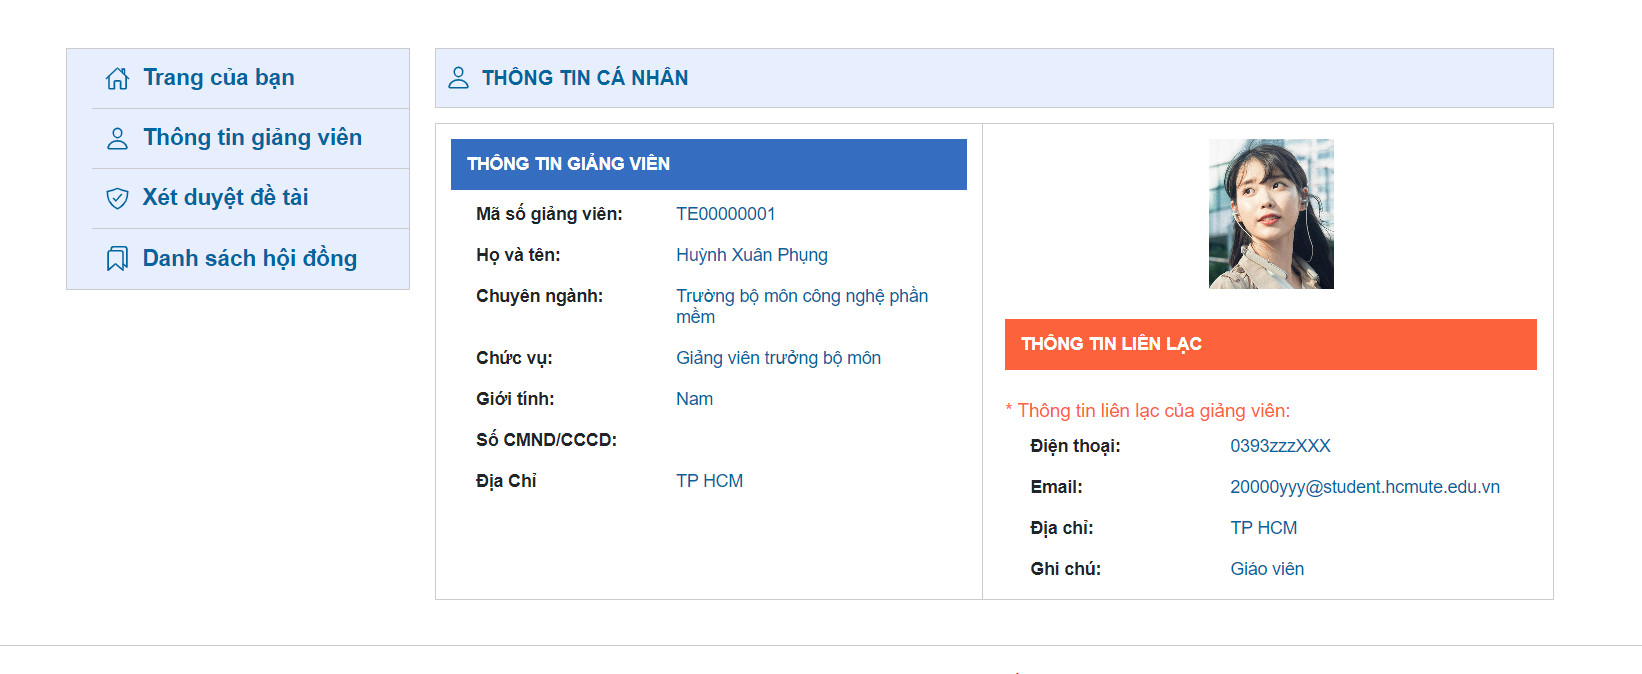 Trang của bạn
Thông tin giảng viên
Xét duyệt đề tài
Danh sách hội đồng
THÔNG TIN CÁ NHÂN
THÔNG TIN GIẢNG VIÊN
Mã số giảng viên: TE00000001
Họ và tên: Huỳnh Xuân Phụng
Chuyên ngành: Trường bộ môn công nghệ phần
mềm
Chức vụ: Giảng viên trưởng bộ môn
Giới tính: Nam
Số CMND/CCCD:
Địa Chỉ TP HCM
THÔNG TIN LIÊN LẠC
* Thông tin liên lạc của giảng viên:
Điện thoại: 0393zzzXXX
Email: 20000yyy@student.hcmute.edu.vn
Địa chỉ: TP HCM
Ghi chú: Giáo viên